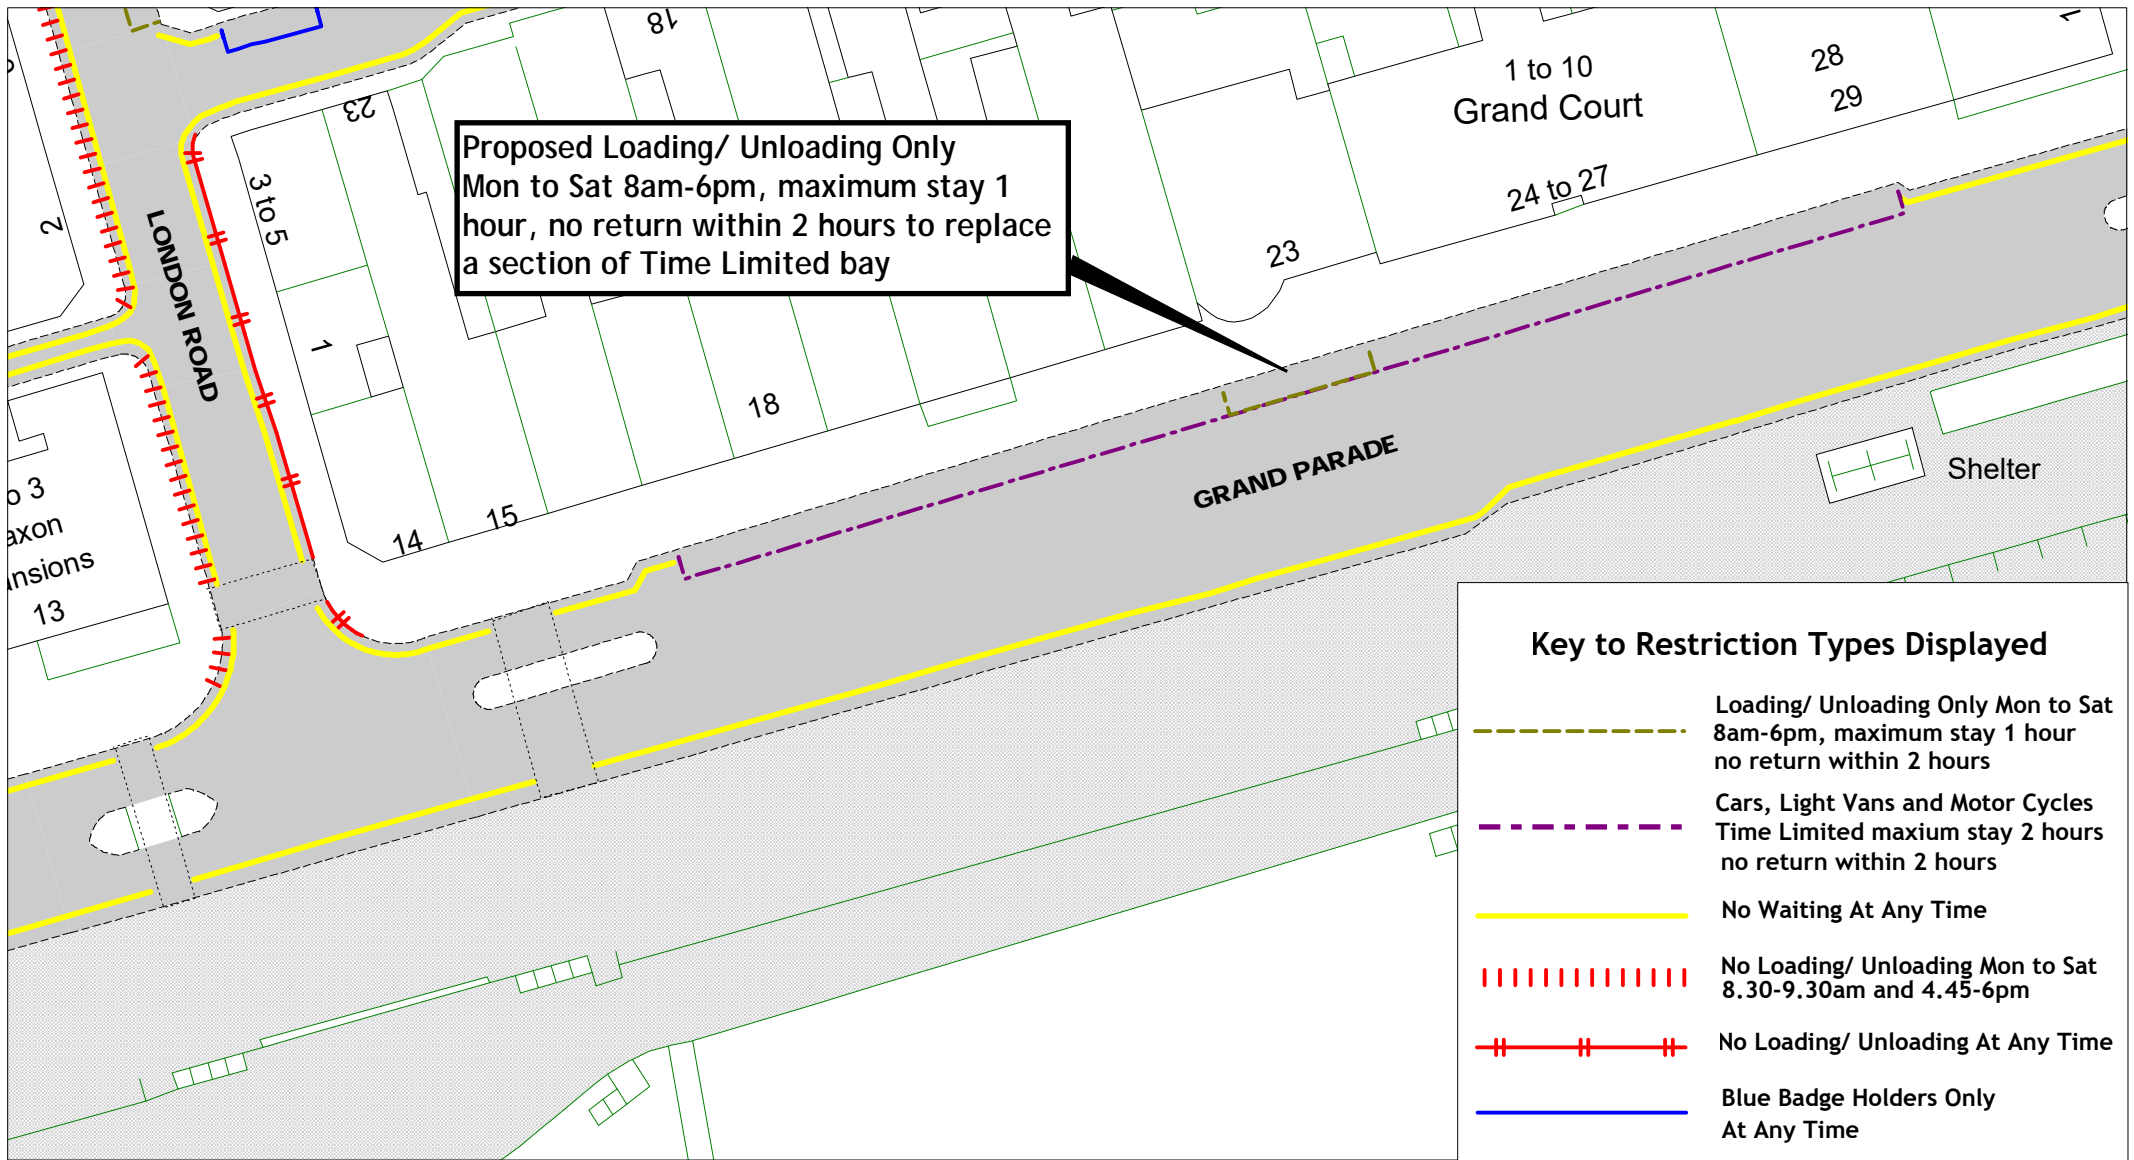 18
23
1 to 10
Grand Court
28
29
1
24 to 27
23
Proposed Loading/ Unloading Only
Mon to Sat 8am-6pm, maximum stay 1
hour, no return within 2 hours to replace
a section of Time Limited bay
2
LONDON ROAD
3 to 5
1
18
15
14
GRAND PARADE
Shelter
o 3
axon
nsions
13
Key to Restriction Types Displayed
Loading/ Unloading Only Mon to Sat
8am-6pm, maximum stay 1 hour
no return within 2 hours
Cars, Light Vans and Motor Cycles
Time Limited maxium stay 2 hours
no return within 2 hours
No Waiting At Any Time
No Loading/ Unloading Mon to Sat
8.30-9.30am and 4.45-6pm
No Loading/ Unloading At Any Time
Blue Badge Holders Only
At Any Time